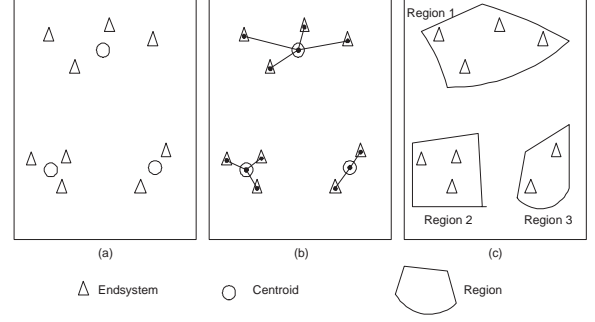 Region 1
Region 2
Region 3
(a)
(b)
(c)
Endsystem
Centroid
Region